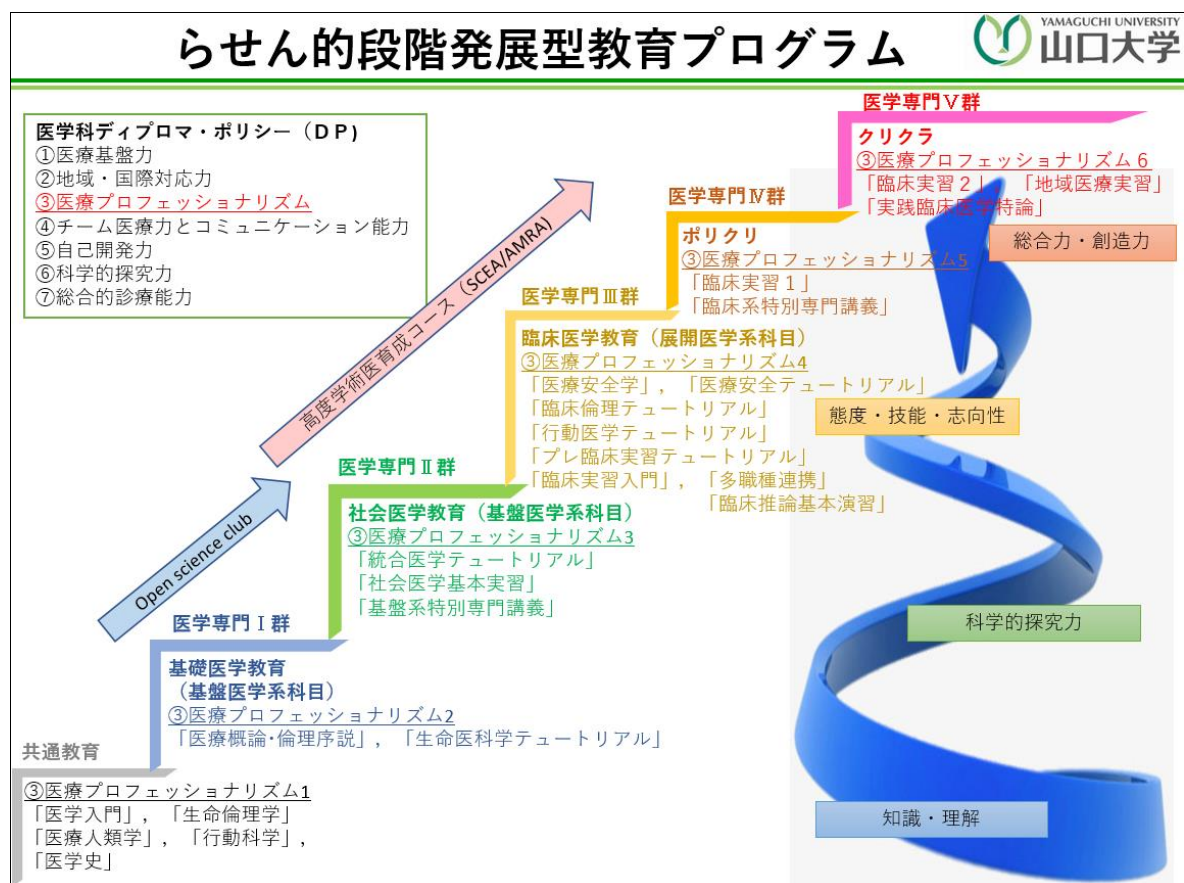 らせん的段階発展型教育プログラム
YAMAGUCHI UNIVERSITY
山口大学
医学科ディプロマ・ポリシー（ＤＰ)
①医療基盤力
②地域・国際対応力
③医療プロフェッショナリズム
④チーム医療力とコミュニケーション能力
⑤自己開発力
⑥科学的探究力
⑦総合的診療能力
高度学術医育成コース（SCEA/AMRA)
Open science club
医学専門Ⅴ群
クリクラ
③医療プロフェッショナリズム６
「臨床実習２」，「地域医療実習」
「実践臨床医学特論」
医学専門Ⅳ群
ポリクリ
③医療プロフェッショナリズム5
「臨床実習１」
「臨床系特別専門講義」
医学専門Ⅲ群
臨床医学教育（展開医学系科目）
③医療プロフェッショナリズム4
「医療安全学」，「医療安全テュートリアル」
「臨床倫理テュートリアル」
「行動医学テュートリアル」
「プレ臨床実習テュートリアル」
「臨床実習入門」，「多職種連携」
「臨床推論基本演習」
医学専門Ⅱ群
社会医学教育（基盤医学系科目）
③医療プロフェッショナリズム3
「統合医学テュートリアル」
「社会医学基本実習」
「基盤系特別専門講義」
医学専門Ⅰ群
基礎医学教育
（基盤医学系科目）
③医療プロフェッショナリズム2
「医療概論･倫理序説」，「生命医科学テュートリアル」
共通教育
③医療プロフェッショナリズム1
「医学入門」，「生命倫理学」
「医療人類学」，「行動科学」，
「医学史」
総合力・創造力
態度・技能・志向性
科学的探究力
知識・理解